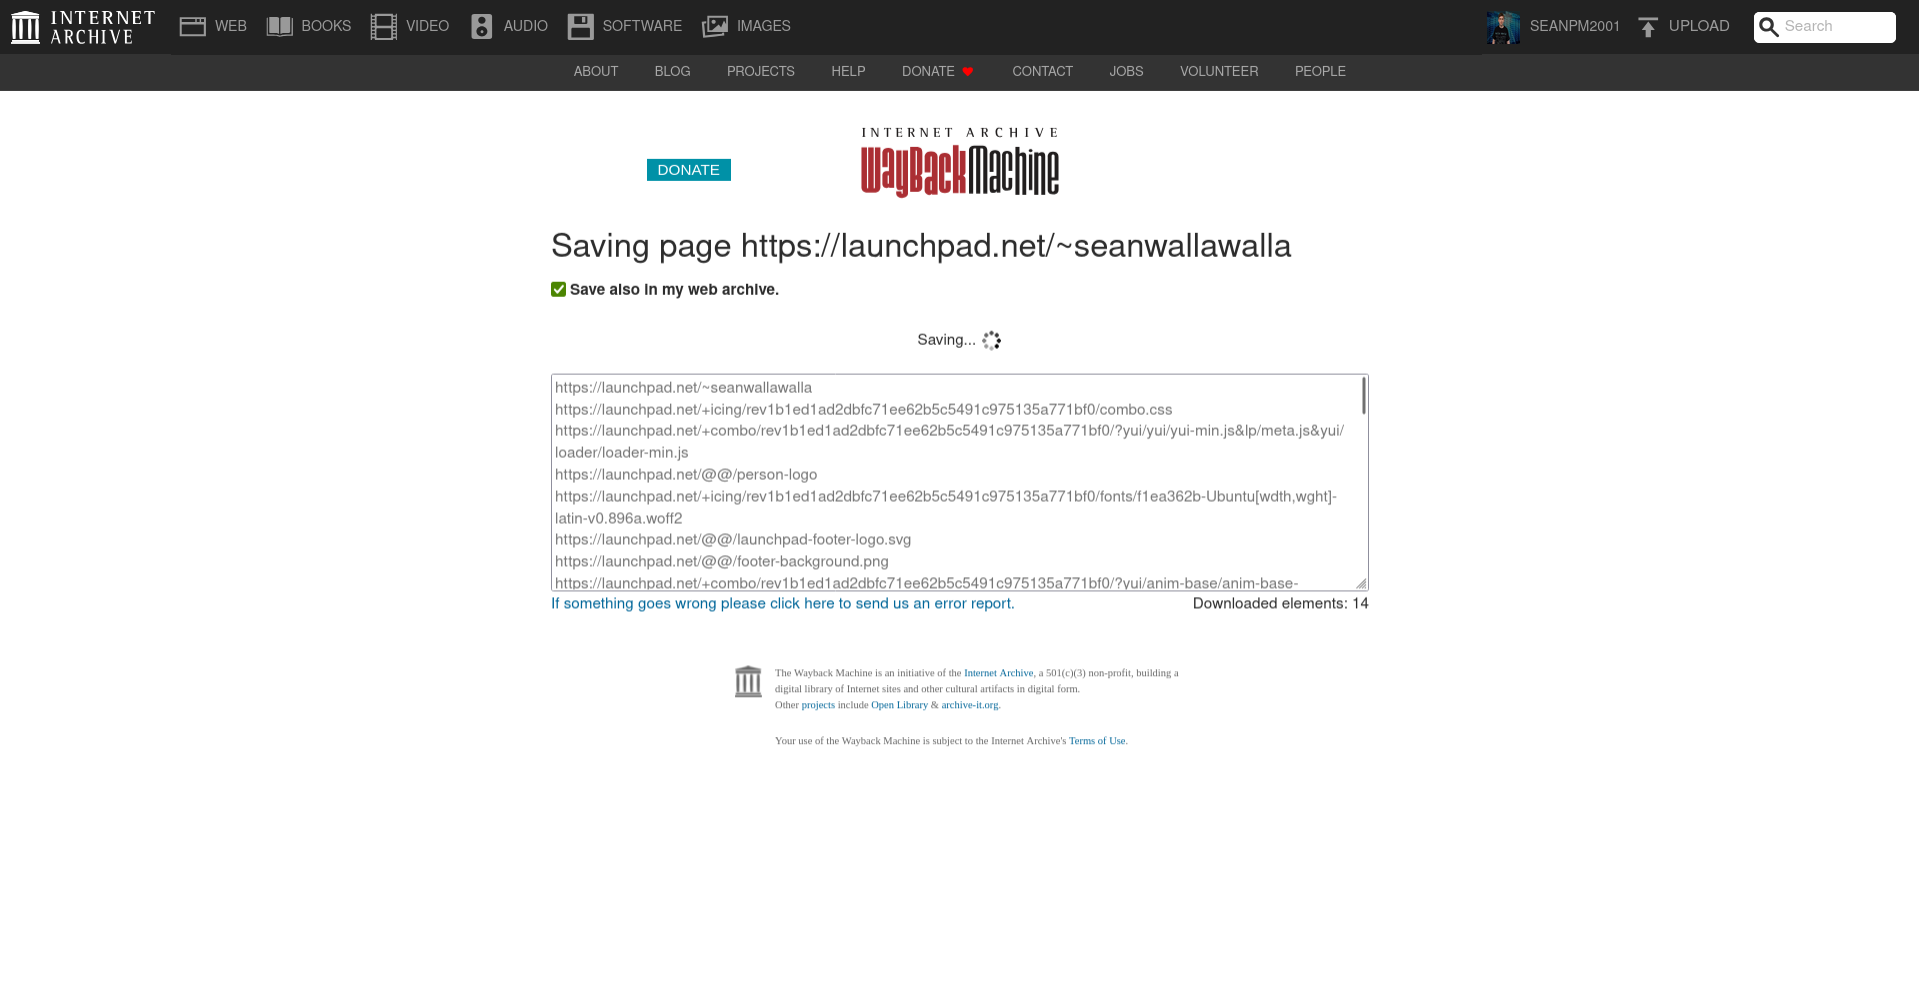 INTERNET ARCHIVE
WEB
BOOKS
VIDEO
AUDIO
SOFTWARE
IMAGES
SEANPM2001
UPLOAD
Search
ABOUT
BLOG
PROJECTS
HELP
DONATE
CONTACT
JOBS
VOLUNTEER
PEOPLE
INTERNET ARCHIVE
WayBackMachine
DONATE
Saving page https://launchpad.net/~seanwallawalla
Save also in my web archive.
Saving...
https://launchpad.net/~seanwallawalla
https://launchpad.net/+icing/rev1b1ed1ad2dbfc71ee62b5c5491c975135a771bf0/combo.css
https://launchpad.net/+combo/rev1b1ed1ad2dbfc71ee62b5c5491c975135a771bf0/?yui/yui/yui-min.js&lp/meta.js&yui/
loader/loader-min.js
https://launchpad.net/@@/person-logo
https://launchpad.net/+icing/rev1b1ed1ad2dbfc71ee62b5c5491c975135a771bf0/fonts/f1ea362b-Ubuntu[wdth,wght]-
latin-v0.896a.woff2
https://launchpad.net/@@/launchpad-footer-logo.svg
https://launchpad.net/@@/footer-background.png
https://launchpad.net/+combo/rev1b1ed1ad2dbfc71ee62b5c5491c975135a771bf0/?yui/anim-base/anim-base-
If something goes wrong please click here to send us an error report.
Downloaded elements: 14
The Wayback Machine is an initiative of the Internet Archive, a 501(c)(3) non-profit, building a
digital library of Internet sites and other cultural artifacts in digital form.
Other projects include Open Library & archive-it.org.
Your use of the Wayback Machine is subject to the Internet Archive's Terms of Use.